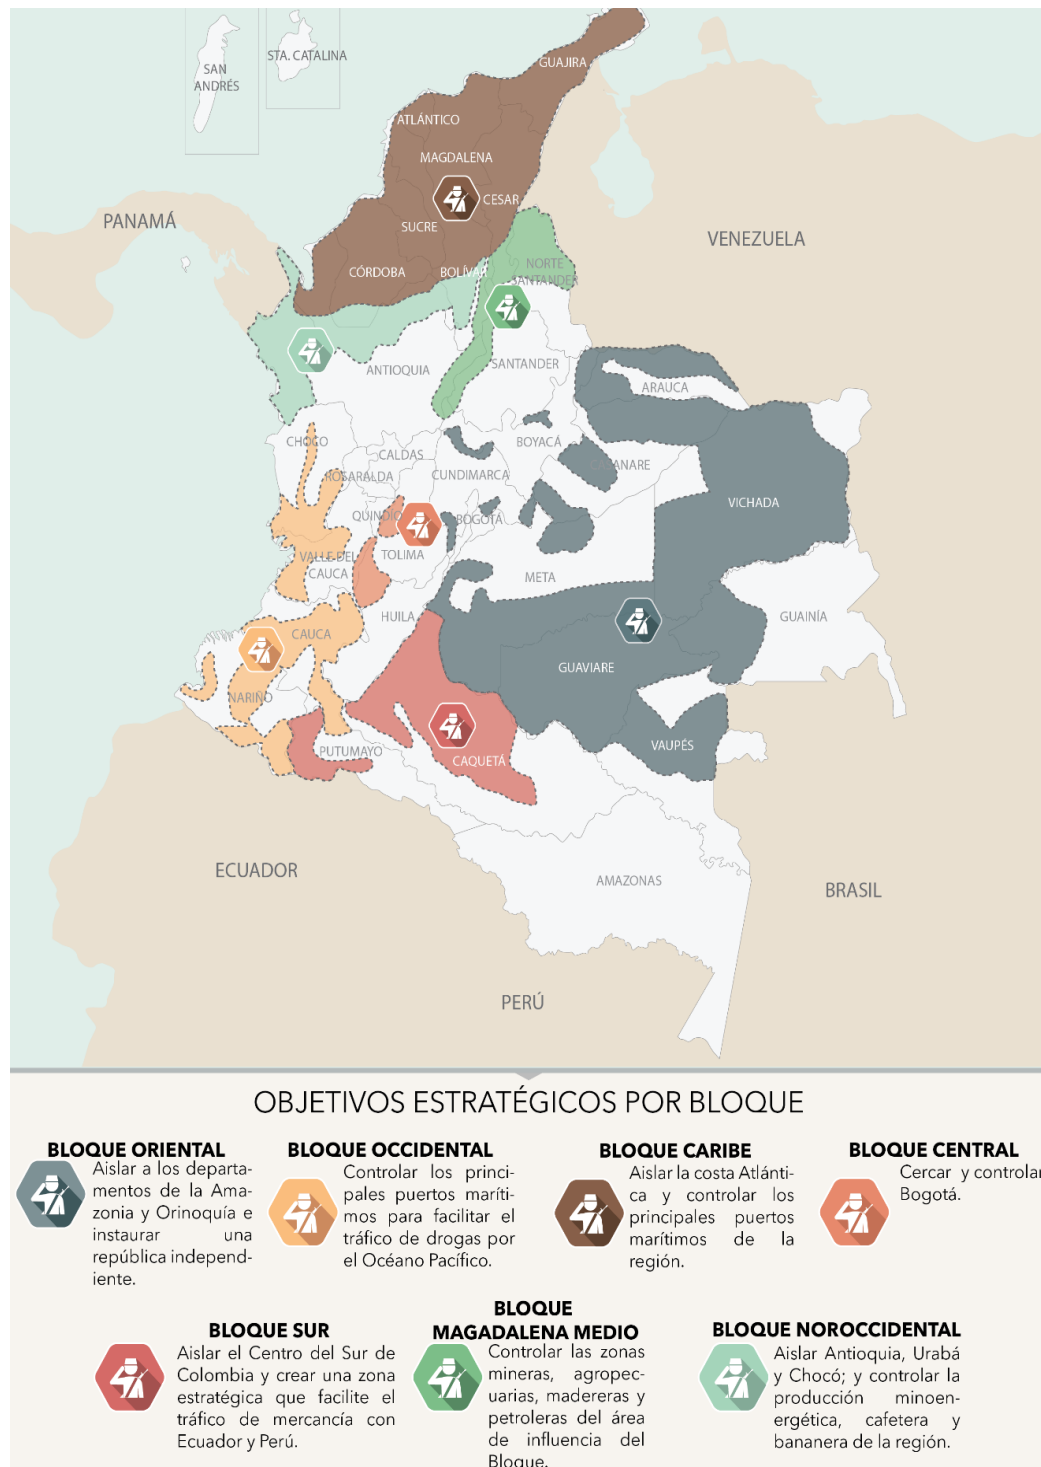 STA. CATALINA
SAN
ANDRÉS
GUAJIRA
ATLÁNTICO
MAGDALENA
CESAR
SUCRE
PANAMÁ
VENEZUELA
CÓRDOBA
BOLÍVAR
NORTE
SANTANDER
ANTIOQUIA
SANTANDER
ARAUCA
CHOCO
BOYACÁ
CALDAS
CASANARE
ROSARALDA
CUNDIMARCA
VICHADA
QUINDÍO
BOGOTÁ
VALLE DEL
CAUCA
TOLIMA
META
HUILA
GUAINÍA
CAUCA
GUAVIARE
NARIÑO
VAUPÉS
PUTUMAYO
CAQUETÁ
ECUADOR
AMAZONAS
BRASIL
PERÚ
OBJETIVOS ESTRATÉGICOS POR BLOQUE
BLOQUE ORIENTAL
Aislar a los departa-
mentos de la Ama-
zonia y Orinoquía e
instaurar una
república independ-
iente.
BLOQUE OCCIDENTAL
Controlar los princi-
pales puertos maríti-
mos para facilitar el
tráfico de drogas por
el Océano Pacífico.
BLOQUE CARIBE
Aislar la costa Atlánti-
ca y controlar los
principales puertos
marítimos de la
región.
BLOQUE CENTRAL
Cercar y controlar
Bogotá.
BLOQUE SUR
Aislar el Centro del Sur de
Colombia y crear una zona
estratégica que facilite el
tráfico de mercancía con
Ecuador y Perú.
BLOQUE
MAGADALENA MEDIO
Controlar las zonas
mineras, agropec-
uarias, madereras y
petroleras del área
de influencia del
Bloque.
BLOQUE NOROCCIDENTAL
Aislar Antioquia, Urabá
y Chocó; y controlar la
producción minoen-
ergética, cafetera y
bananera de la región.